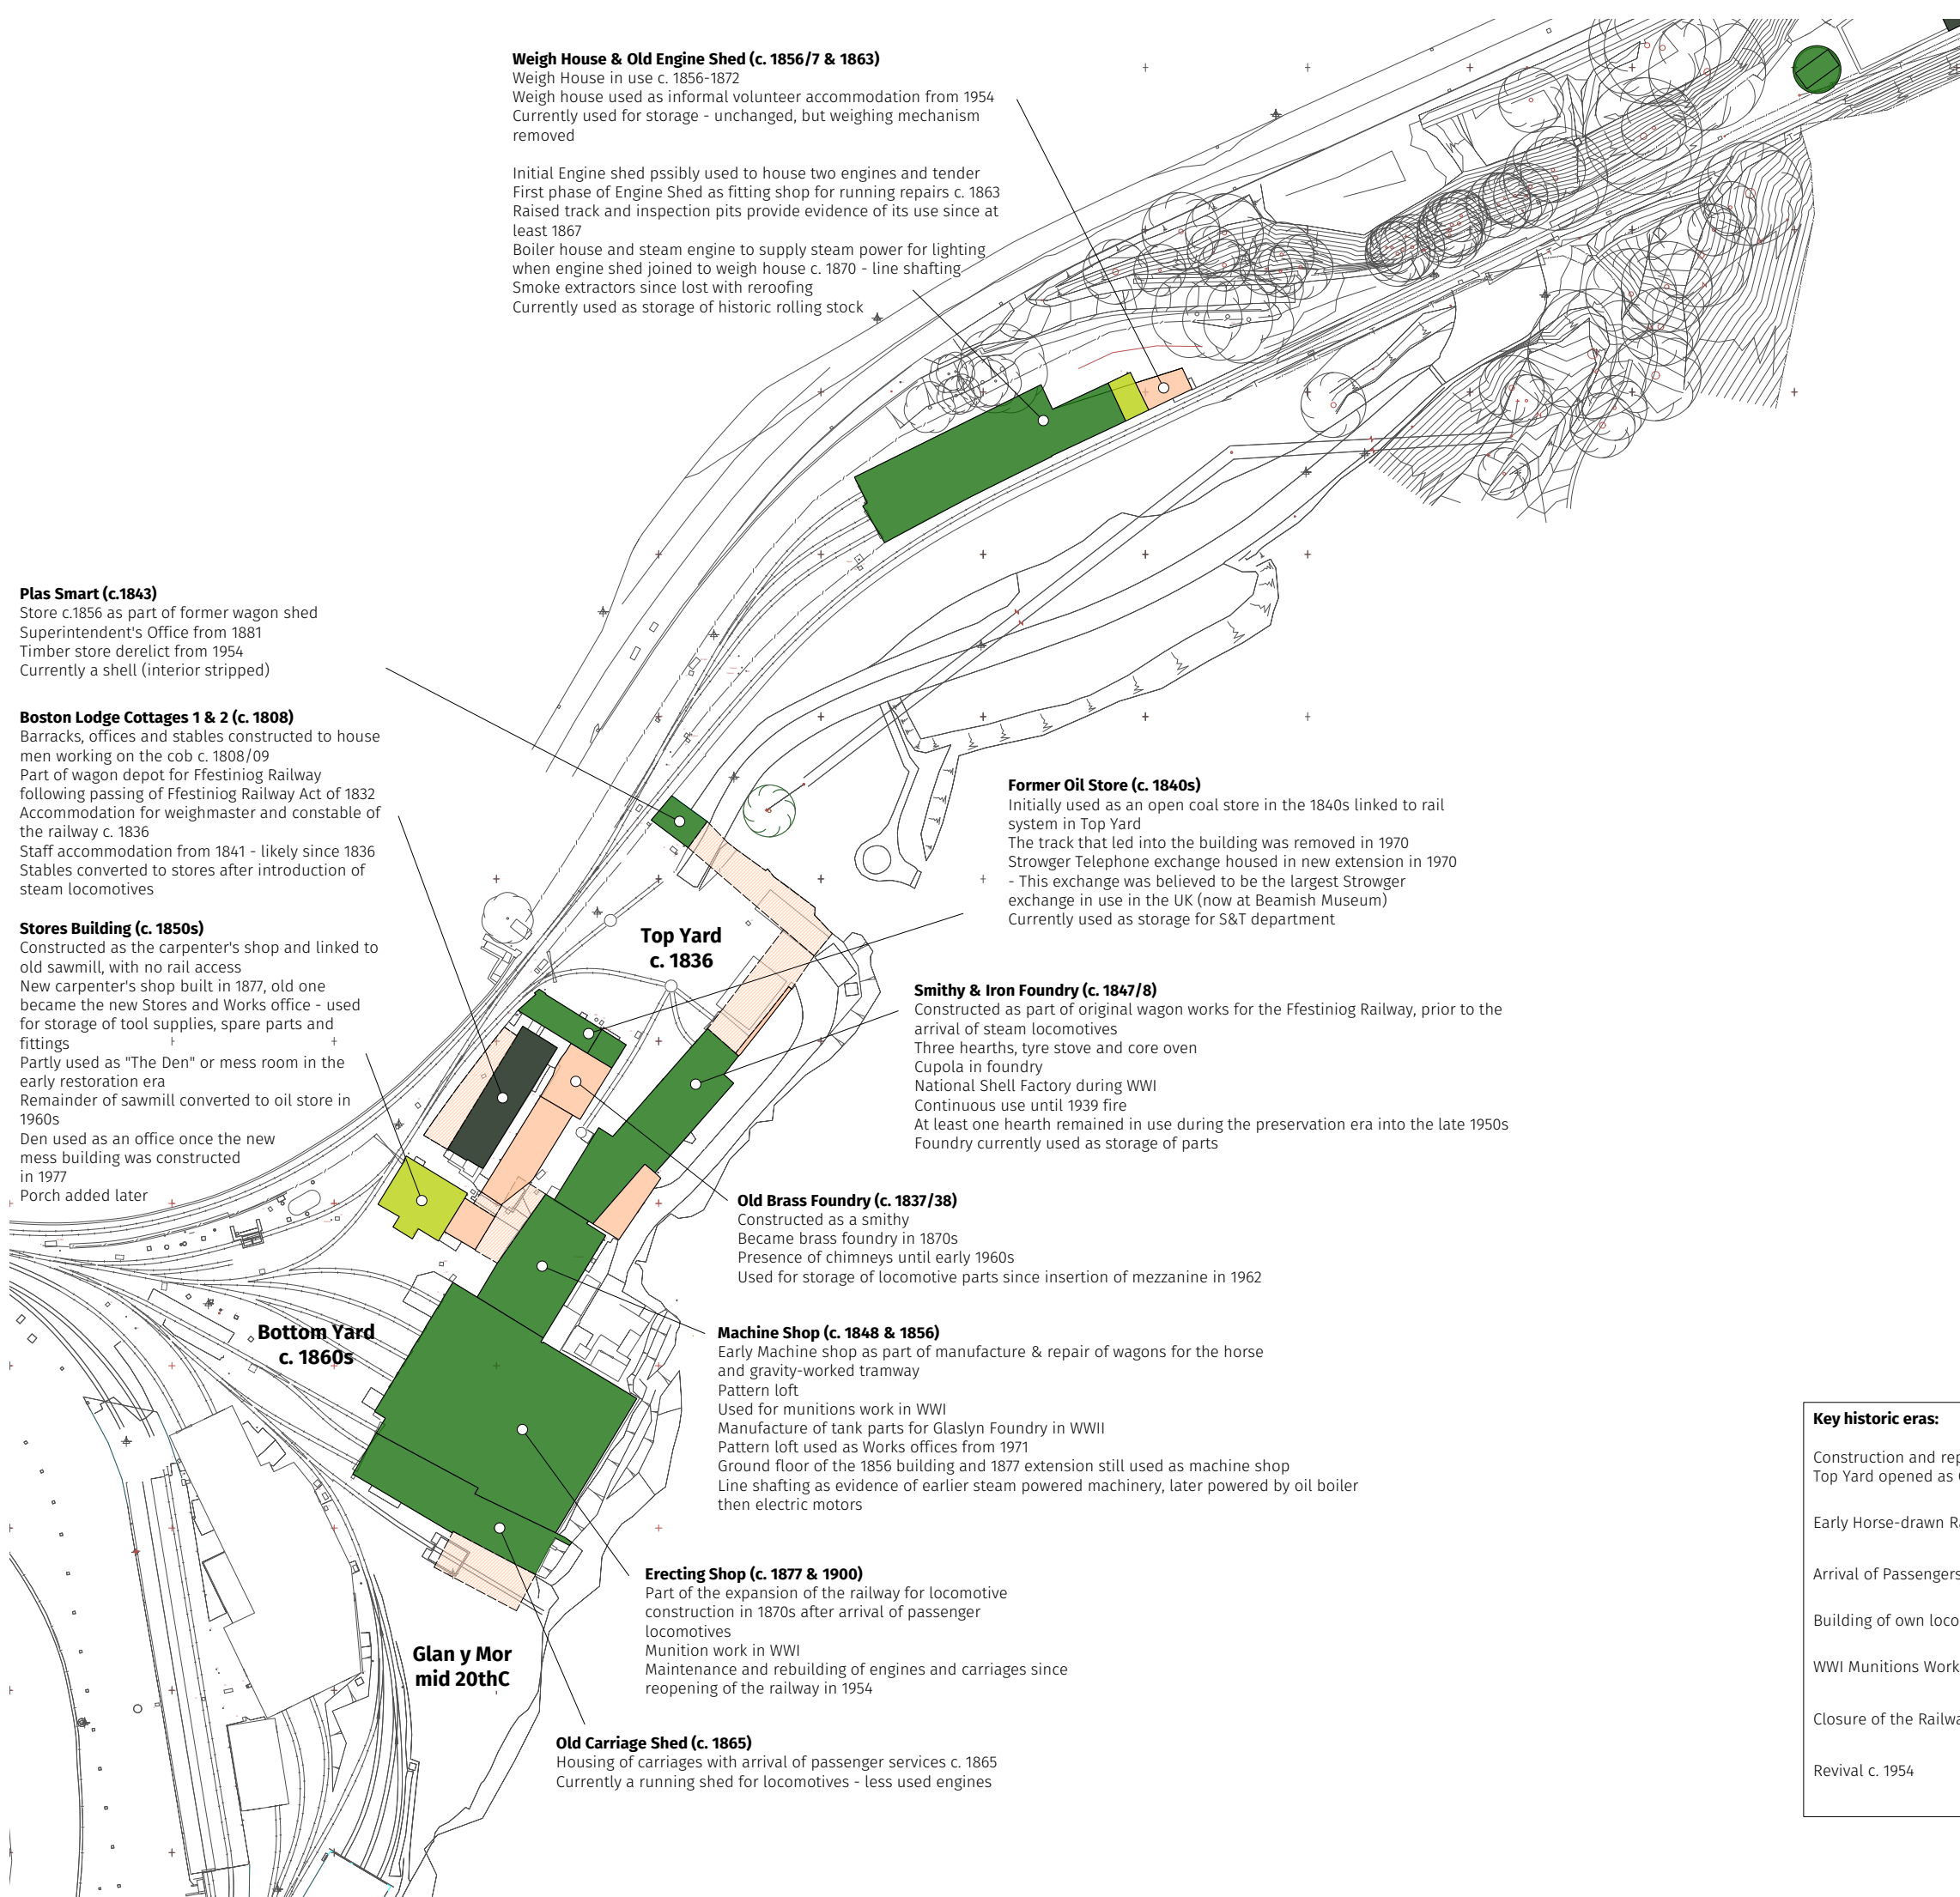 Weigh House & Old Engine Shed (c. 1856/7 & 1863)
Weigh House in use c. 1856-1872
Weigh house used as informal volunteer accommodation from 1954
Currently used for storage - unchanged, but weighing mechanism
removed
Initial Engine shed pssibly used to house two engines and tender
First phase of Engine Shed as fitting shop for running repairs c. 1863
Raised track and inspection pits provide evidence of its use since at
least 1867
Boiler house and steam engine to supply steam power for lighting
when engine shed joined to weigh house c. 1870 - line shafting
Smoke extractors since lost with reroofing
Currently used as storage of historic rolling stock
Plas Smart (c.1843)
Store c.1856 as part of former wagon shed
Superintendent's Office from 1881
Timber store derelict from 1954
Currently a shell (interior stripped)
Boston Lodge Cottages 1 & 2 (c. 1808)
Barracks, offices and stables constructed to house
men working on the cob c. 1808/09
Part of wagon depot for Ffestiniog Railway
following passing of Ffestiniog Railway Act of 1832
Accommodation for weighmaster and constable of
the railway c. 1836
Staff accommodation from 1841 - likely since 1836
Stables converted to stores after introduction of
steam locomotives
Stores Building (c. 1850s)
Constructed as the carpenter's shop and linked to
old sawmill, with no rail access
New carpenter's shop built in 1877, old one
became the new Stores and Works office - used
for storage of tool supplies, spare parts and
fittings
Partly used as "The Den" or mess room in the
early restoration era
Remainder of sawmill converted to oil store in
1960s
Den used as an office once the new
mess building was constructed
in 1977
Porch added later
Top Yard
c. 1836
Former Oil Store (c. 1840s)
Initially used as an open coal store in the 1840s linked to rail
system in Top Yard
The track that led into the building was removed in 1970
Strowger Telephone exchange housed in new extension in 1970
- This exchange was believed to be the largest Strowger
exchange in use in the UK (now at Beamish Museum)
Currently used as storage for S&T department
Smithy & Iron Foundry (c. 1847/8)
Constructed as part of original wagon works for the Ffestiniog Railway, prior to the
arrival of steam locomotives
Three hearths, tyre stove and core oven
Cupola in foundry
National Shell Factory during WWI
Continuous use until 1939 fire
At least one hearth remained in use during the preservation era into the late 1950s
Foundry currently used as storage of parts
Old Brass Foundry (c. 1837/38)
Constructed as a smithy
Became brass foundry in 1870s
Presence of chimneys until early 1960s
Used for storage of locomotive parts since insertion of mezzanine in 1962
Bottom Yard
c. 1860s
Machine Shop (c. 1848 & 1856)
Early Machine shop as part of manufacture & repair of wagons for the horse
and gravity-worked tramway
Pattern loft
Used for munitions work in WWI
Manufacture of tank parts for Glaslyn Foundry in WWII
Pattern loft used as Works offices from 1971
Ground floor of the 1856 building and 1877 extension still used as machine shop
Line shafting as evidence of earlier steam powered machinery, later powered by oil boiler
then electric motors
Erecting Shop (c. 1877 & 1900)
Part of the expansion of the railway for locomotive
construction in 1870s after arrival of passenger
locomotives
Munition work in WWI
Maintenance and rebuilding of engines and carriages since
reopening of the railway in 1954
Glan y Mor
mid 20thC
Old Carriage Shed (c. 1865)
Housing of carriages with arrival of passenger services c. 1865
Currently a running shed for locomotives - less used engines
Key historic eras:
Construction and rep
Top Yard opened as
Early Horse-drawn R
Arrival of Passengers
Building of own loco
WWI Munitions Work
Closure of the Railwa
Revival c. 1954